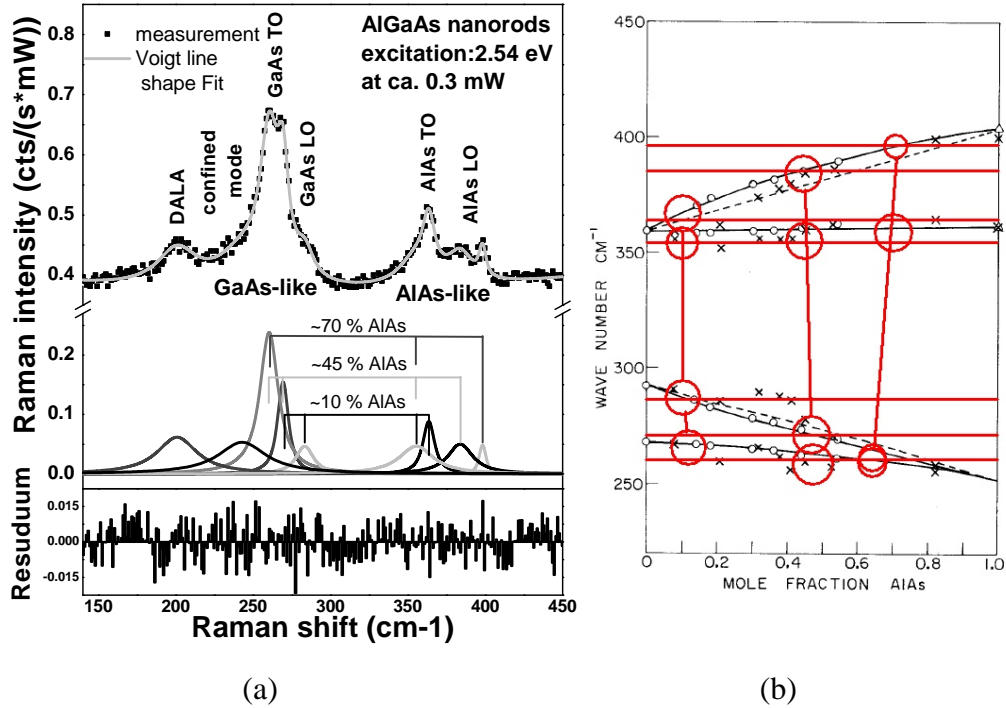 0.8
0.7
0.6
0.5
0.4
0.2
0.1
0.0
0.015
0.000
-0.015
Raman intensity (cts/(s*mW))
Resuduum
measurement
Voigt line
shape Fit
AlGaAs nanorods
excitation:2.54 eV
at ca. 0.3 mW
DALA
confined
mode
GaAs TO
GaAs LO
AlAs TO
AlAs LO
GaAs-like
AlAs-like
~70 % AlAs
~45 % AlAs
~10 % AlAs
150 200 250 300 350 400 450
Raman shift (cm-1)
(a)
400
350
300
250
WAVE NUMBER CM⁻¹
0 0.2 0.4 0.6 0.8 1.0
MOLE FRACTION AlAs
(b)